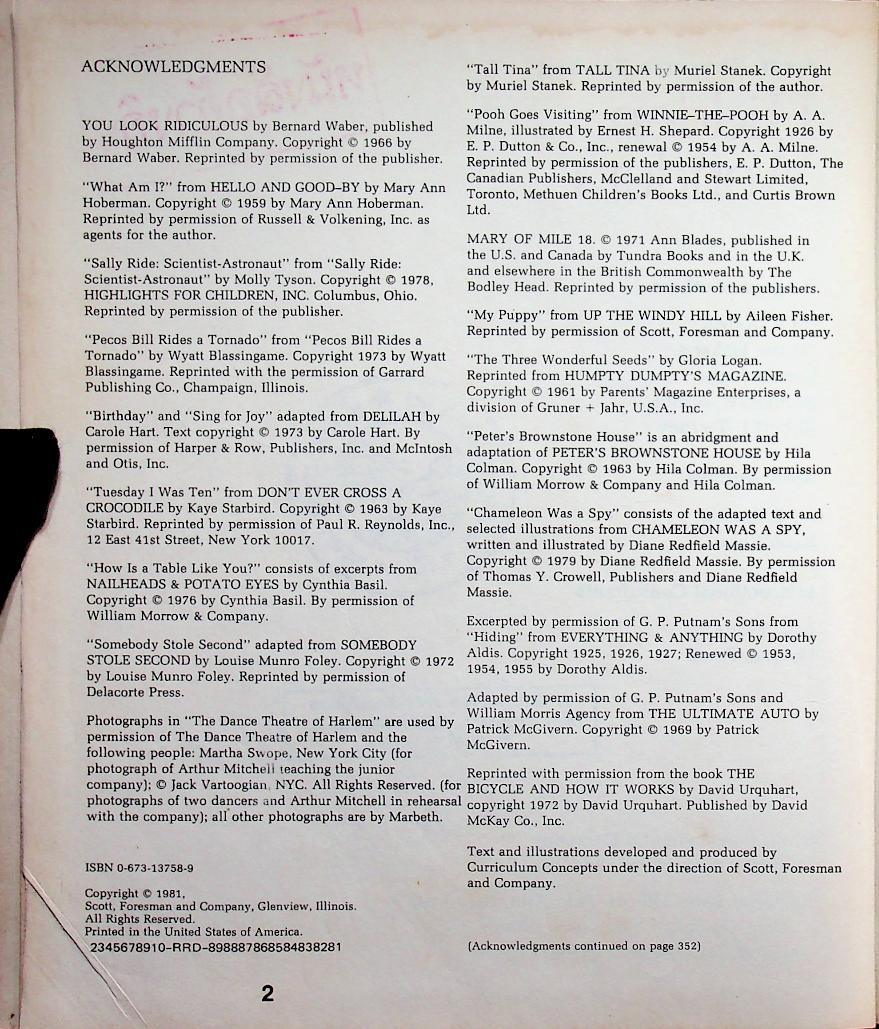 ACKNOWLEDGMENTS
YOU LOOK RIDICULOUS by Bernard Waber, published
by Houghton Mifflin Company. Copyright © 1966 by
Bernard Waber. Reprinted by permission of the publisher.
“What Am I?” from HELLO AND GOOD–BY by Mary Ann
Hoberman. Copyright © 1959 by Mary Ann Hoberman.
Reprinted by permission of Russell & Volkening, Inc. as
agents for the author.
“Sally Ride: Scientist-Astronaut” from “Sally Ride:
Scientist-Astronaut” by Molly Tyson. Copyright © 1978,
HIGHLIGHTS FOR CHILDREN, INC. Columbus, Ohio.
Reprinted by permission of the publisher.
“Pecos Bill Rides a Tornado” from “Pecos Bill Rides a
Tornado” by Wyatt Blassingame. Copyright 1973 by Wyatt
Blassingame. Reprinted with the permission of Garrard
Publishing Co., Champaign, Illinois.
“Birthday” and “Sing for Joy” adapted from DELILAH by
Carole Hart. Text copyright © 1973 by Carole Hart. By
permission of Harper & Row, Publishers, Inc. and McIntosh
and Otis, Inc.
“Tuesday I Was Ten” from DON'T EVER CROSS A
CROCODILE by Kaye Starbird. Copyright © 1963 by Kaye
Starbird. Reprinted by permission of Paul R. Reynolds, Inc.,
12 East 41st Street, New York 10017.
“How Is a Table Like You?” consists of excerpts from
NAILHEADS & POTATO EYES by Cynthia Basil.
Copyright © 1976 by Cynthia Basil. By permission of
William Morrow & Company.
“Somebody Stole Second” adapted from SOMEBODY
STOLE SECOND by Louise Munro Foley. Copyright © 1972
by Louise Munro Foley. Reprinted by permission of
Delacorte Press.
Photographs in “The Dance Theatre of Harlem” are used by
permission of The Dance Theatre of Harlem and the
following people: Martha Swope, New York City (for
photograph of Arthur Mitchell teaching the junior
company); © Jack Vartoogian, NYC. All Rights Reserved. (for
photographs of two dancers and Arthur Mitchell in rehearsal
with the company); all other photographs are by Marbeth.
ISBN 0-673-13758-9
Copyright © 1981,
Scott, Foresman and Company, Glenview, Illinois.
All Rights Reserved.
Printed in the United States of America.
2345678910-RRD-898887868584838281
2
“Tall Tina” from TALL TINA by Muriel Stanek. Copyright
by Muriel Stanek. Reprinted by permission of the author.
“Pooh Goes Visiting” from WINNIE–THE–POOH by A. A.
Milne, illustrated by Ernest H. Shepard. Copyright 1926 by
E. P. Dutton & Co., Inc., renewal © 1954 by A. A. Milne.
Reprinted by permission of the publishers, E. P. Dutton, The
Canadian Publishers, McClelland and Stewart Limited,
Toronto, Methuen Children's Books Ltd., and Curtis Brown
Ltd.
MARY OF MILE 18. © 1971 Ann Blades, published in
the U.S. and Canada by Tundra Books and in the U.K.
and elsewhere in the British Commonwealth by The
Bodley Head. Reprinted by permission of the publishers.
“My Puppy” from UP THE WINDY HILL by Aileen Fisher.
Reprinted by permission of Scott, Foresman and Company.
“The Three Wonderful Seeds” by Gloria Logan.
Reprinted from HUMPTY DUMPTY'S MAGAZINE.
Copyright © 1961 by Parents' Magazine Enterprises, a
division of Gruner + Jahr, U.S.A., Inc.
“Peter's Brownstone House” is an abridgment and
adaptation of PETER'S BROWNSTONE HOUSE by Hila
Colman. Copyright © 1963 by Hila Colman. By permission
of William Morrow & Company and Hila Colman.
“Chameleon Was a Spy” consists of the adapted text and
selected illustrations from CHAMELEON WAS A SPY,
written and illustrated by Diane Redfield Massie.
Copyright © 1979 by Diane Redfield Massie. By permission
of Thomas Y. Crowell, Publishers and Diane Redfield
Massie.
Excerpted by permission of G. P. Putnam's Sons from
“Hiding” from EVERYTHING & ANYTHING by Dorothy
Aldis. Copyright 1925, 1926, 1927; Renewed © 1953,
1954, 1955 by Dorothy Aldis.
Adapted by permission of G. P. Putnam's Sons and
William Morris Agency from THE ULTIMATE AUTO by
Patrick McGivern. Copyright © 1969 by Patrick
McGivern.
Reprinted with permission from the book THE
BICYCLE AND HOW IT WORKS by David Urquhart,
copyright 1972 by David Urquhart. Published by David
McKay Co., Inc.
Text and illustrations developed and produced by
Curriculum Concepts under the direction of Scott, Foresman
and Company.
(Acknowledgments continued on page 352)